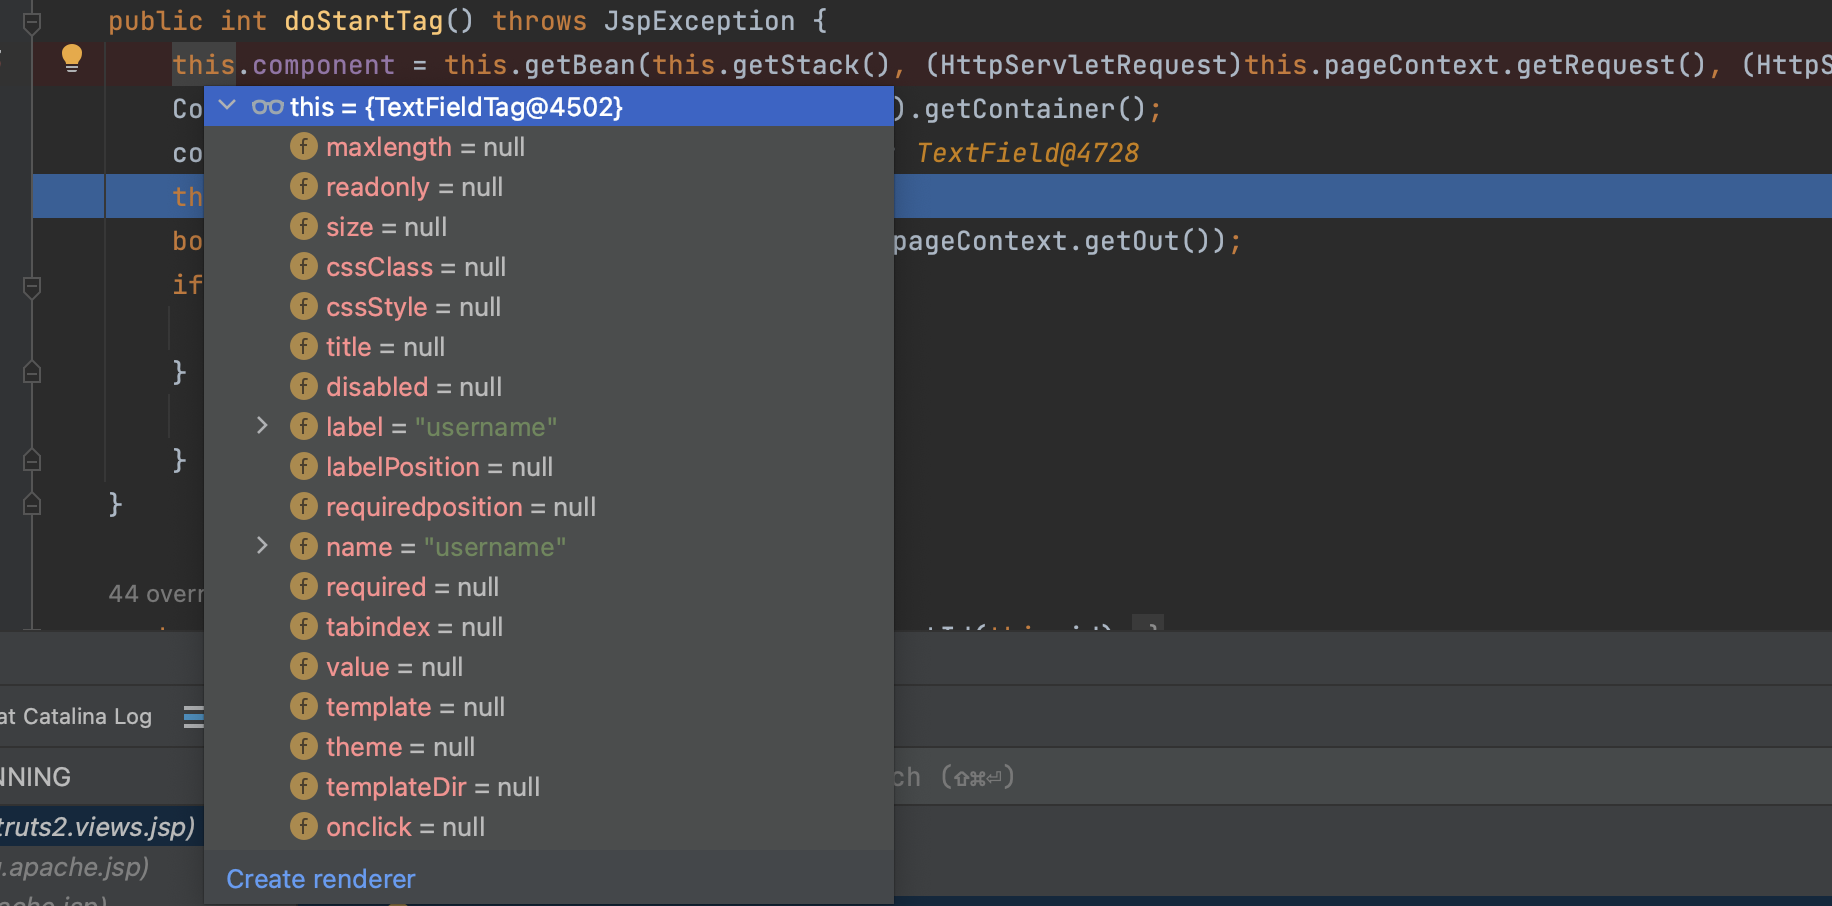 public int doStartTag() throws JspException {
this.component = this.getBean(this.getStack(), (HttpServletRequest)this.pageContext.getRequest(), (HttpS
Co ).getContainer();
co TextField@4728
th
bo pageContext.getOut());
if
}
}
}
44 overr
this = {TextFieldTag@4502}
f maxlength = null
f readonly = null
f size = null
f cssClass = null
f cssStyle = null
f title = null
f disabled = null
f label = "username"
f labelPosition = null
f requiredposition = null
f name = "username"
f required = null
f tabindex = null
f value = null
f template = null
f theme = null
f templateDir = null
f onclick = null
Create renderer
at Catalina Log
NNING
ch (⇧⌘⏎)
truts2.views.jsp)
.apache.jsp)